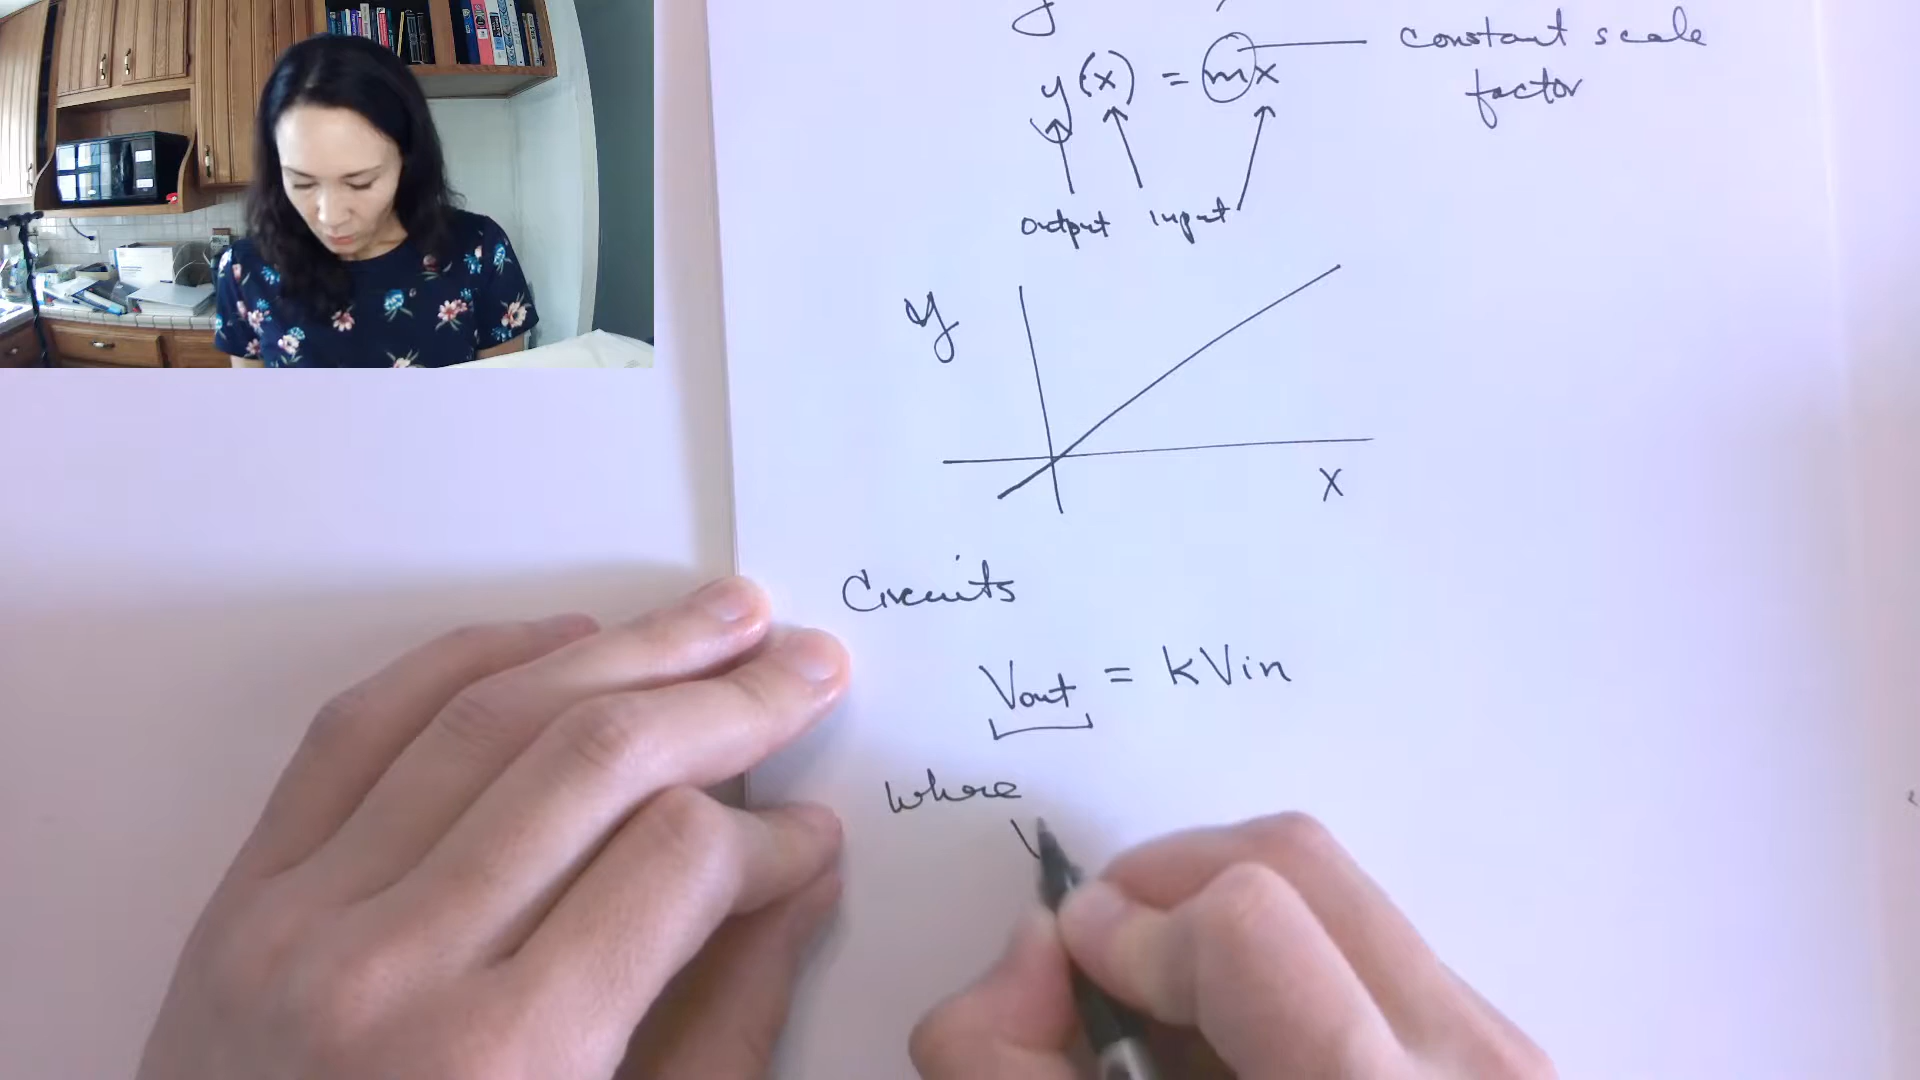 y(x) = mx
constant scale
factor
output input
y
x
Circuits
Vout = kVin
where
V